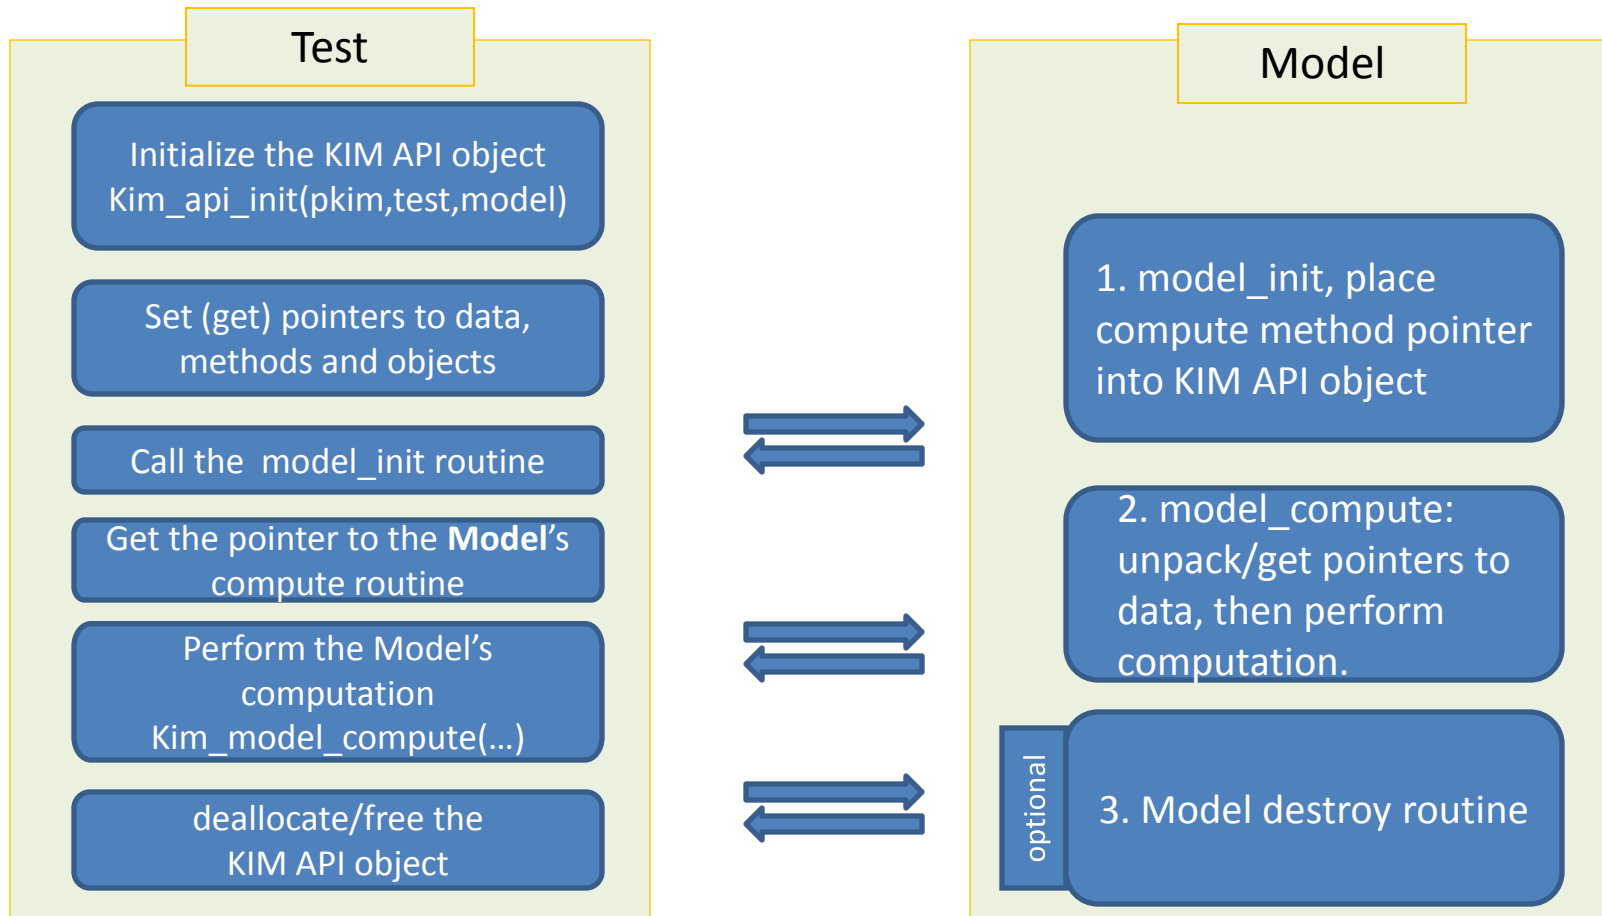 Test
Initialize the KIM API object
Kim_api_init(pkim,test,model)
Set (get) pointers to data,
methods and objects
Call the  model_init routine
Get the pointer to the Model’s
compute routine
Perform the Model’s
computation
Kim_model_compute(…)
deallocate/free the
KIM API object
Model
1. model_init, place
compute method pointer
into KIM API object
2. model_compute:
unpack/get pointers to
data, then perform
computation.
optional
3. Model destroy routine